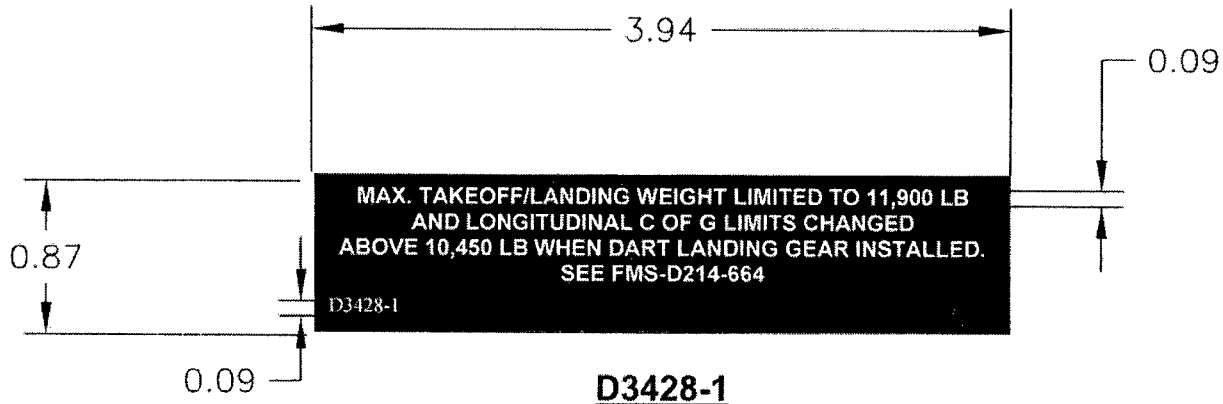 3.94
0.09
MAX. TAKEOFF/LANDING WEIGHT LIMITED TO 11,900 LB
AND LONGITUDINAL C OF G LIMITS CHANGED
ABOVE 10,450 LB WHEN DART LANDING GEAR INSTALLED.
SEE FMS-D214-664
0.87
D3428-1
0.09
D3428-1